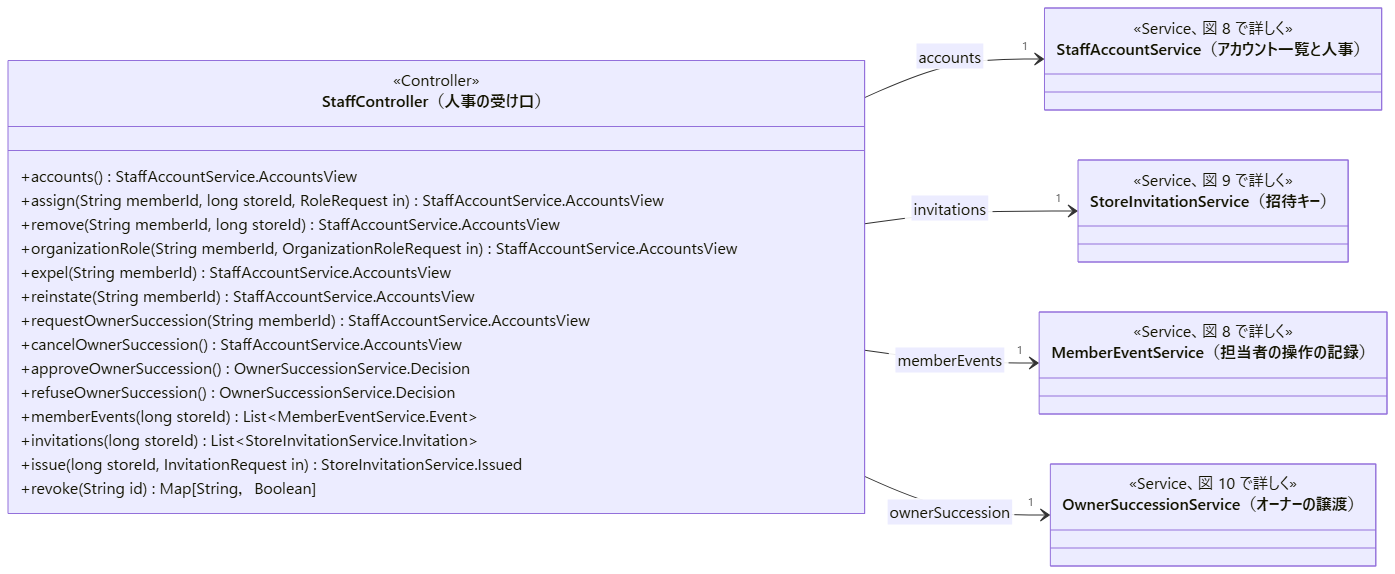 «Controller»
StaffController（人事の受け口）
+accounts() : StaffAccountService.AccountsView
+assign(String memberId, long storeId, RoleRequest in) : StaffAccountService.AccountsView
+remove(String memberId, long storeId) : StaffAccountService.AccountsView
+organizationRole(String memberId, OrganizationRoleRequest in) : StaffAccountService.AccountsView
+expel(String memberId) : StaffAccountService.AccountsView
+reinstate(String memberId) : StaffAccountService.AccountsView
+requestOwnerSuccession(String memberId) : StaffAccountService.AccountsView
+cancelOwnerSuccession() : StaffAccountService.AccountsView
+approveOwnerSuccession() : OwnerSuccessionService.Decision
+refuseOwnerSuccession() : OwnerSuccessionService.Decision
+memberEvents(long storeId) : List<MemberEventService.Event>
+invitations(long storeId) : List<StoreInvitationService.Invitation>
+issue(long storeId, InvitationRequest in) : StoreInvitationService.Issued
+revoke(String id) : Map[String，Boolean]
accounts
1
«Service、図 8 で詳しく»
StaffAccountService（アカウント一覧と人事）
invitations
1
«Service、図 9 で詳しく»
StoreInvitationService（招待キー）
memberEvents
1
«Service、図 8 で詳しく»
MemberEventService（担当者の操作の記録）
ownerSuccession
1
«Service、図 10 で詳しく»
OwnerSuccessionService（オーナーの譲渡）